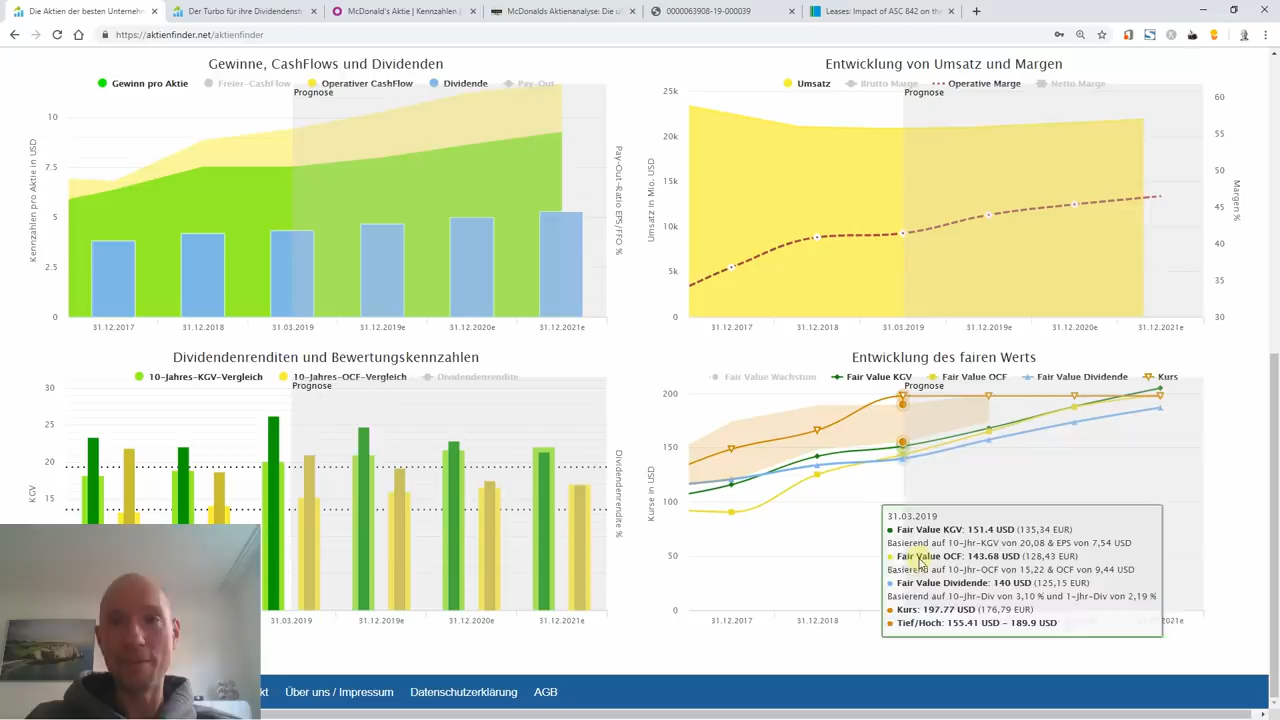 Die Aktien der besten Unternehm
Der Turbo für ihre Dividendenst
McDonald's Aktie | Kennzahlen |
McDonalds Aktienanalyse: Die u
0000063908-19-000039
Leases: Impact of ASC 842 on th
https://aktienfinder.net/aktienfinder
Gewinne, CashFlows und Dividenden
Gewinn pro Aktie
Freier-CashFlow
Operativer CashFlow
Dividende
Pay-Out
Prognose
Kennzahlen pro Aktie in USD
10
7.5
5
2.5
0
Pay-Out-Ratio EPS/FFO %
31.12.2017
31.12.2018
31.03.2019
31.12.2019e
31.12.2020e
31.12.2021e
Entwicklung von Umsatz und Margen
Umsatz
Brutto Marge
Operative Marge
Netto Marge
Prognose
Umsatz in Mio. USD
25k
20k
15k
10k
5k
0
60
55
50
45
40
35
30
Margen %
31.12.2017
31.12.2018
31.03.2019
31.12.2019e
31.12.2020e
31.12.2021e
Dividendenrenditen und Bewertungskennzahlen
10-Jahres-KGV-Vergleich
10-Jahres-OCF-Vergleich
Dividendenrendite
Prognose
KGV
30
25
20
15
Dividendenrendite %
31.03.2019
31.12.2019e
31.12.2020e
31.12.2021e
Entwicklung des fairen Werts
Fair Value Wachstum
Fair Value KGV
Fair Value OCF
Fair Value Dividende
Kurs
Prognose
Kurse in USD
200
150
100
50
0
31.12.2017
31.12.2018
2021e
31.03.2019
Fair Value KGV: 151.4 USD (135,34 EUR)
Basierend auf 10-Jhr-KGV von 20,08 & EPS von 7,54 USD
Fair Value OCF: 143.68 USD (128,43 EUR)
Basierend auf 10-Jhr-OCF von 15,22 & OCF von 9,44 USD
Fair Value Dividende: 140 USD (125,15 EUR)
Basierend auf 10-Jhr-Div von 3,10 % und 1-Jhr-Div von 2,19 %
Kurs: 197.77 USD (176,79 EUR)
Tief/Hoch: 155.41 USD - 189.9 USD
kt
Über uns / Impressum
Datenschutzerklärung
AGB